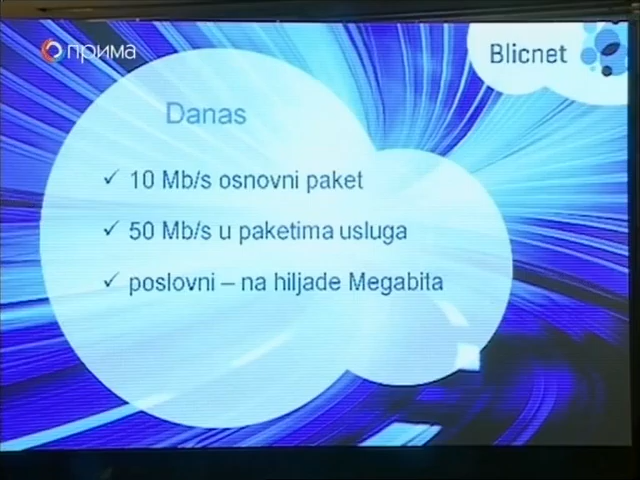 прима
Blicnet
Danas
✓ 10 Mb/s osnovni paket
✓ 50 Mb/s u paketima usluga
✓ poslovni – na hiljade Megabita